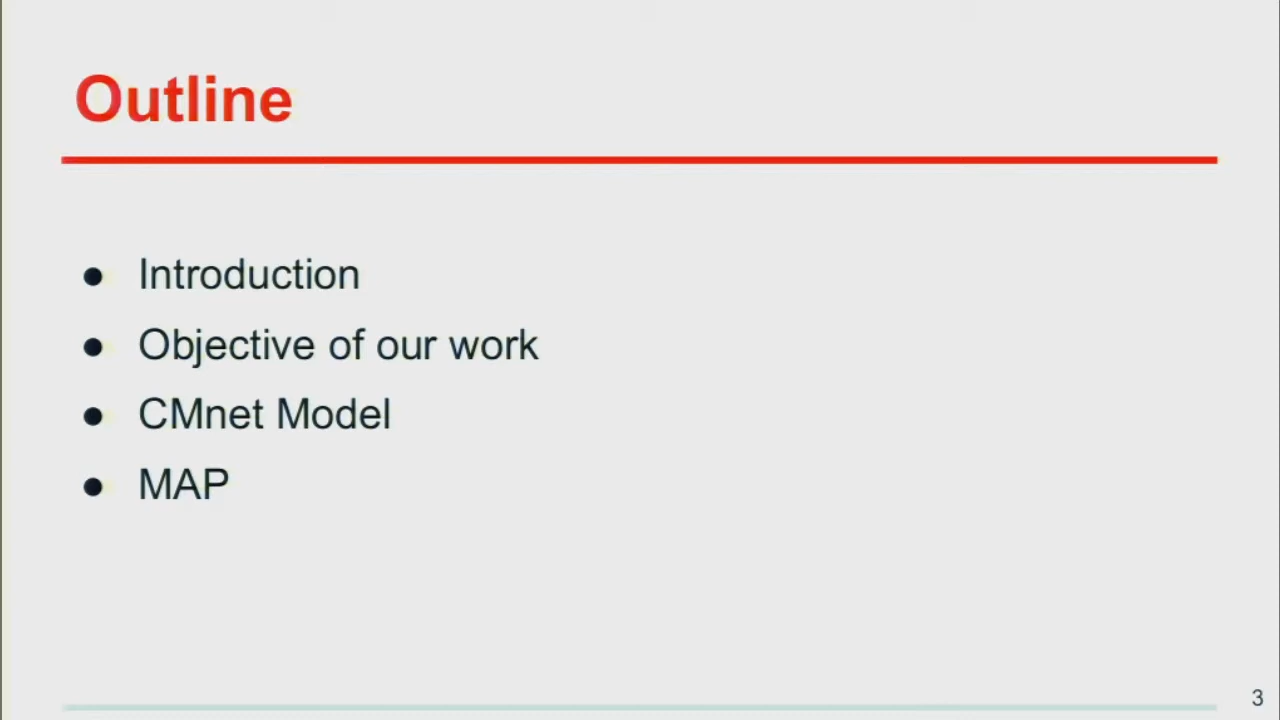 Outline
● Introduction
● Objective of our work
● CMnet Model
● MAP
3